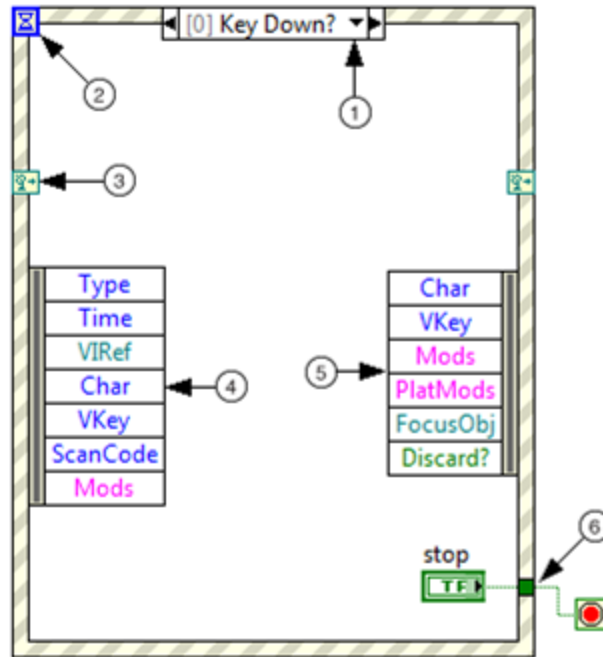 [0] Key Down?
2
1
3
Type
Time
VIRef
Char
VKey
ScanCode
Mods
4
5
Char
VKey
Mods
PlatMods
FocusObj
Discard?
6
stop
TF